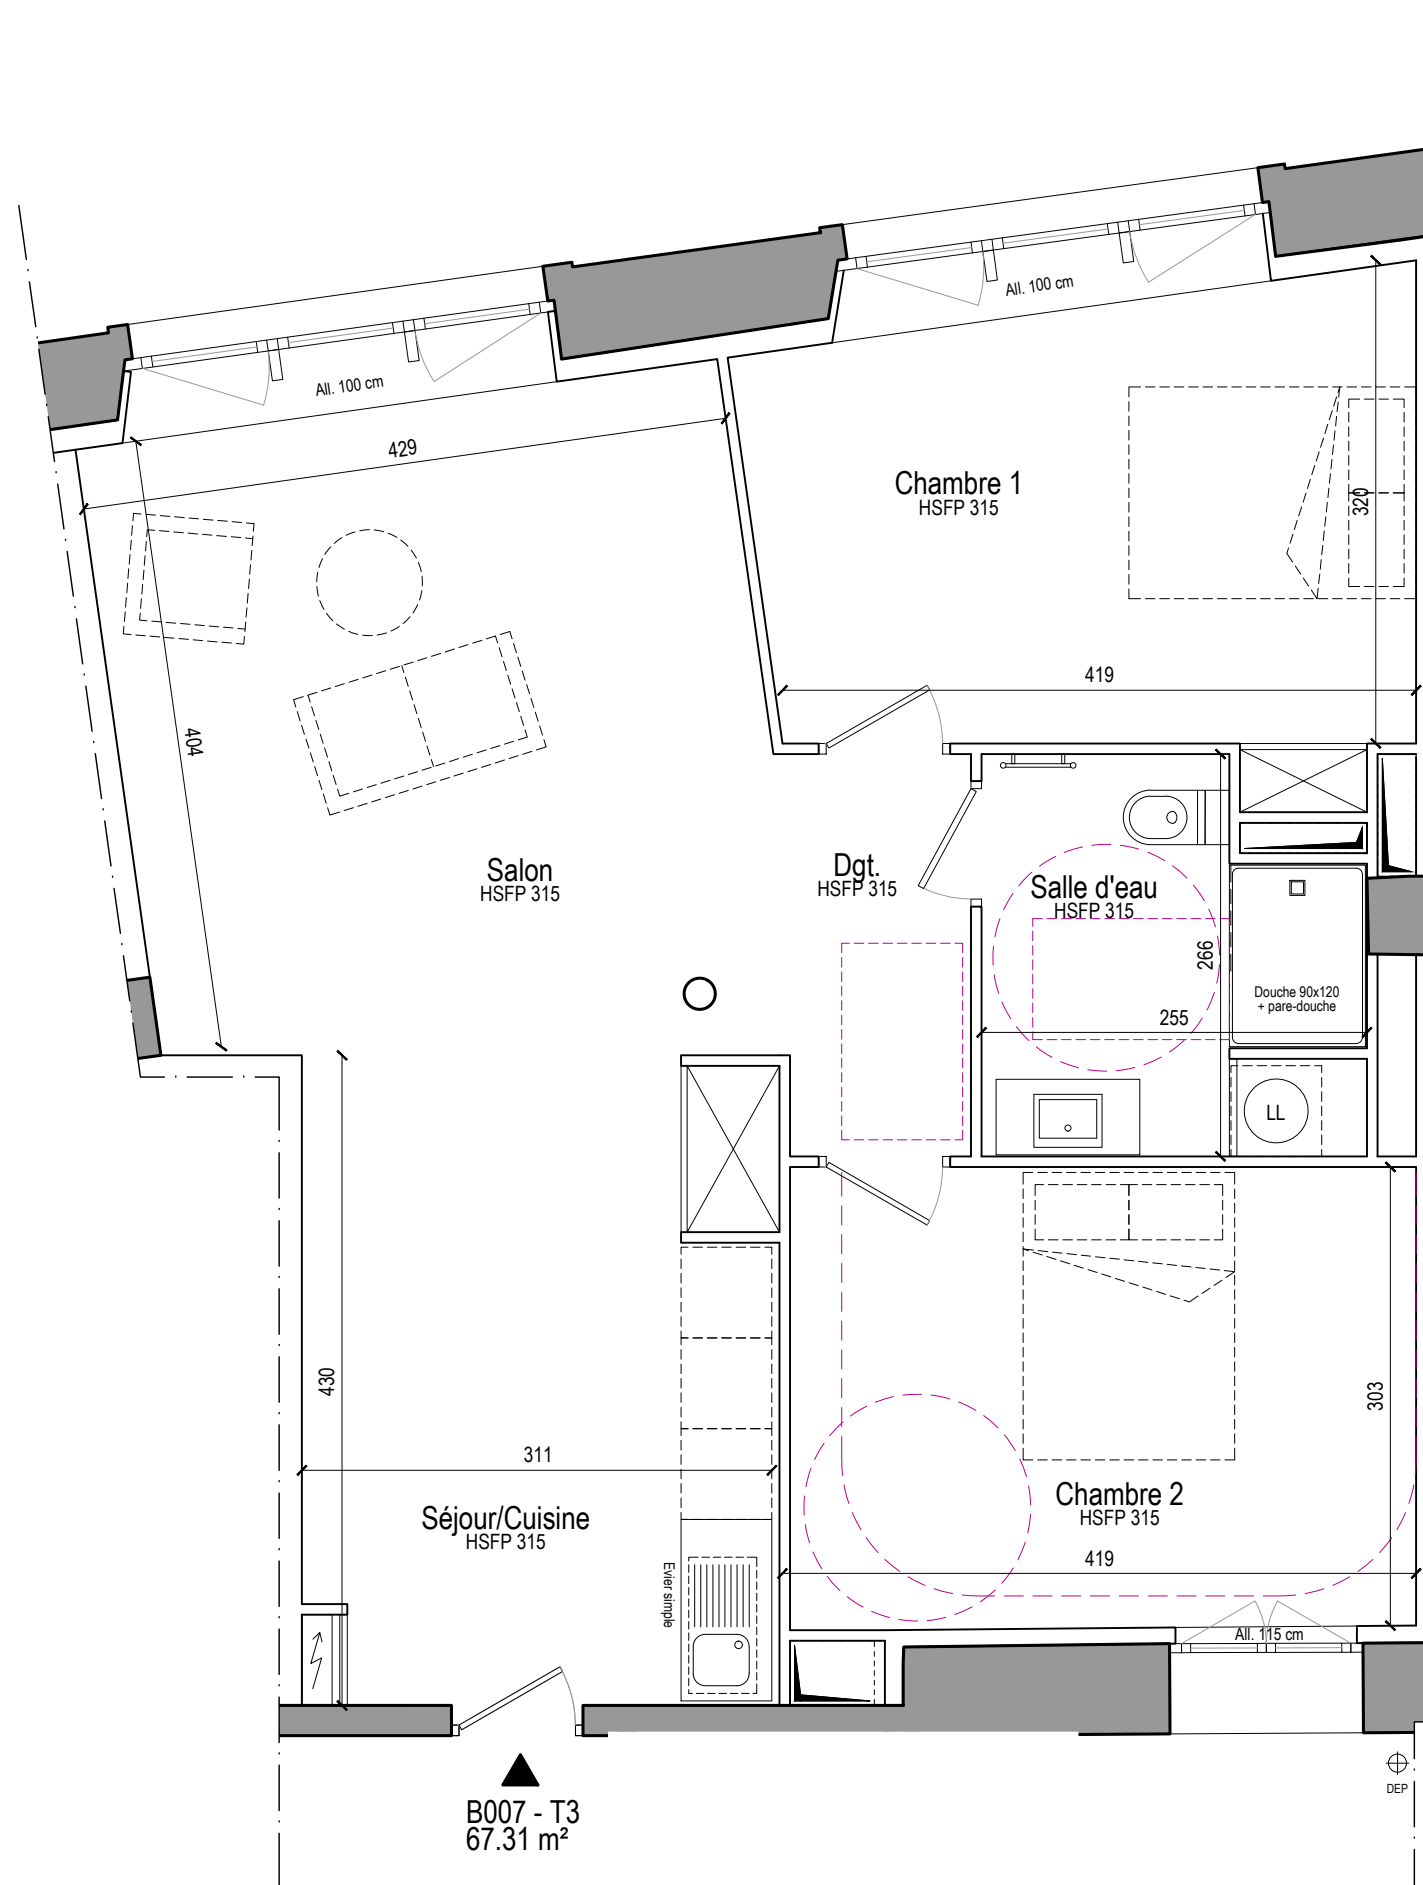 All. 100 cm
All. 100 cm
429
Chambre 1
HSFP 315
320
419
404
Salon
HSFP 315
Dgt.
HSFP 315
Salle d'eau
HSFP 315
266
Douche 90x120
+ pare-douche
255
LL
430
303
311
Chambre 2
HSFP 315
Séjour/Cuisine
HSFP 315
419
Evier simple
All. 115 cm
DEP
B007 - T3
67.31 m²